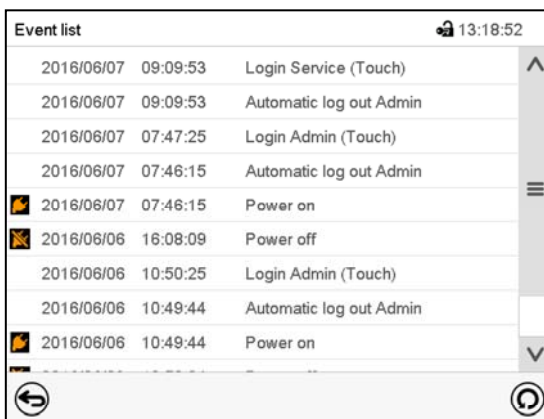 Event list 13:18:52
2016/06/07 09:09:53 Login Service (Touch)
2016/06/07 09:09:53 Automatic log out Admin
2016/06/07 07:47:25 Login Admin (Touch)
2016/06/07 07:46:15 Automatic log out Admin
2016/06/07 07:46:15 Power on
2016/06/06 16:08:09 Power off
2016/06/06 10:50:25 Login Admin (Touch)
2016/06/06 10:49:44 Automatic log out Admin
2016/06/06 10:49:44 Power on